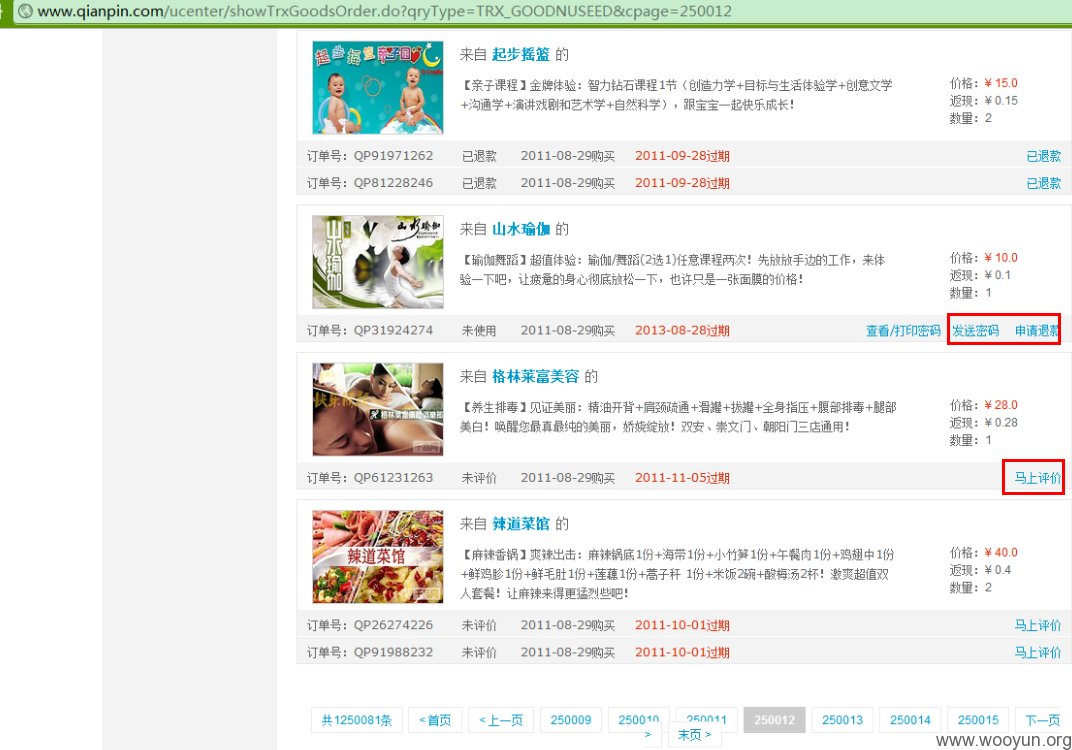 www.qianpin.com/ucenter/showTrxGoodsOrder.do?qryType=TRX_GOODNUSEED&cpage=250012
起步摇篮亲子园
来自 起步摇篮 的
【亲子课程】金牌体验：智力钻石课程1节（创造力学+目标与生活体验学+创意文学
+沟通学+演讲戏剧和艺术学+自然科学），跟宝宝一起快乐成长！
价格：￥15.0
返现：￥0.15
数量：2
订单号：QP91971262 已退款 2011-08-29购买 2011-09-28过期 已退款
订单号：QP81228246 已退款 2011-08-29购买 2011-09-28过期 已退款
山水瑜伽
山水瑜伽
来自 山水瑜伽 的
【瑜伽舞蹈】超值体验：瑜伽/舞蹈(2选1)任意课程两次！先放放手边的工作，来体
验一下吧，让疲惫的身心彻底放松一下，也许只是一张面膜的价格！
价格：￥10.0
返现：￥0.1
数量：1
订单号：QP31924274 未使用 2011-08-29购买 2013-08-28过期 查看/打印密码 发送密码 申请退款
来自 格林莱富美容 的
【养生排毒】见证美丽：精油开背+肩颈疏通+滑罐+拔罐+全身指压+腹部排毒+腿部
美白！唤醒您最真最纯的美丽，娇娆绽放！双安、崇文门、朝阳门三店通用！
价格：￥28.0
返现：￥0.28
数量：1
订单号：QP61231263 未评价 2011-08-29购买 2011-11-05过期 马上评价
辣道菜馆
来自 辣道菜馆 的
【麻辣香锅】爽辣出击：麻辣锅底1份+海带1份+小竹笋1份+午餐肉1份+鸡翅中1份
+鲜鸡胗1份+鲜毛肚1份+莲藕1份+蒿子秆 1份+米饭2碗+酸梅汤2杯！激爽超值双
人套餐！让麻辣来得更猛烈些吧！
价格：￥40.0
返现：￥0.4
数量：2
订单号：QP26274226 未评价 2011-08-29购买 2011-10-01过期 马上评价
订单号：QP91988232 未评价 2011-08-29购买 2011-10-01过期 马上评价
共1250081条 <首页 <上一页 250009 250010 250011 250012 250013 250014 250015 下一页
> 末页 >
www.wooyun.org